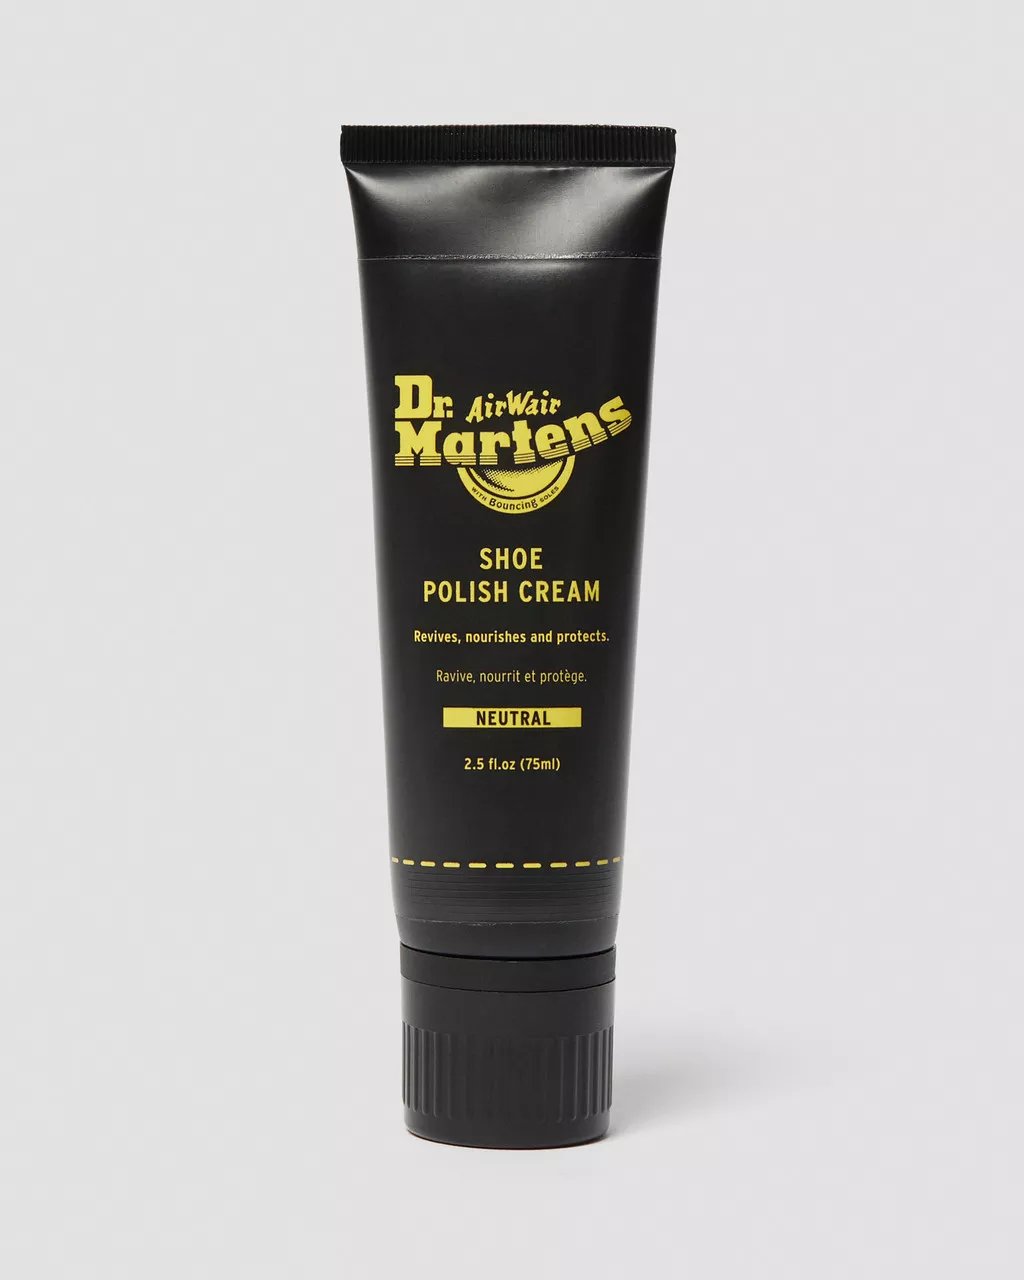 Dr. AirWair
Martens
WITH Bouncing SOLES
SHOE
POLISH CREAM
Revives, nourishes and protects.
Ravive, nourrit et protège.
NEUTRAL
2.5 fl.oz (75ml)